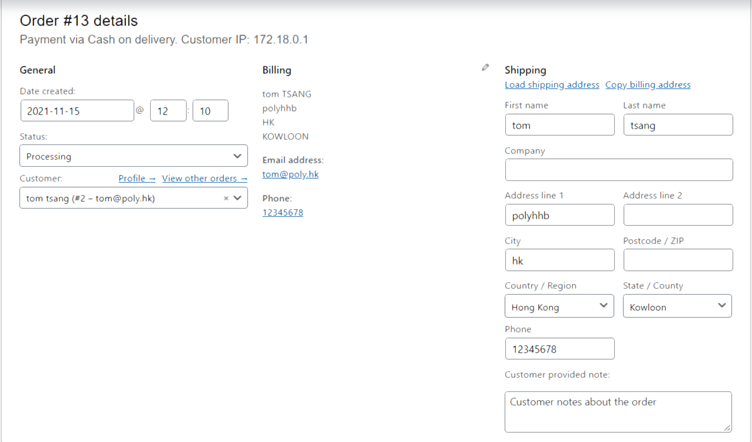 Order #13 details
Payment via Cash on delivery. Customer IP: 172.18.0.1
General
Date created:
2021-11-15 @ 12 : 10
Status:
Processing
Customer: Profile → View other orders →
tom tsang (#2 – tom@poly.hk) ×
Billing
tom TSANG
polyhhb
HK
KOWLOON
Email address:
tom@poly.hk
Phone:
12345678
Shipping
Load shipping address Copy billing address
First name Last name
tom tsang
Company
Address line 1 Address line 2
polyhhb
City Postcode / ZIP
hk
Country / Region State / County
Hong Kong Kowloon
Phone
12345678
Customer provided note:
Customer notes about the order